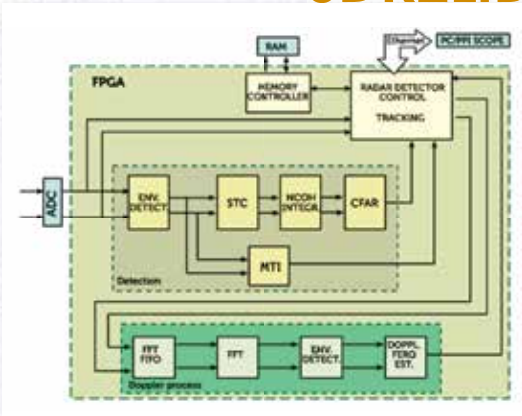 Ethernet
PC/PPI SCOPE
RAM
FPGA
MEMORY
CONTROLLER
RADAR DETECTOR
CONTROL
TRACKING
ADC
ENV.
DETECT.
STC
NCOH
INTEGR.
CFAR
MTI
Detection
FFT
FIFO
FFT
ENV.
DETECT.
DOPPL.
FERQ
EST.
Doppler process